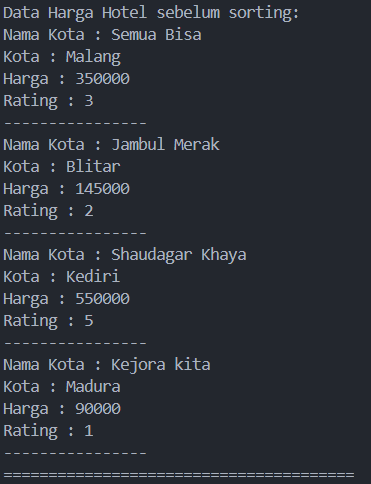 Data Harga Hotel sebelum sorting:
Nama Kota : Semua Bisa
Kota : Malang
Harga : 350000
Rating : 3
----------------
Nama Kota : Jambul Merak
Kota : Blitar
Harga : 145000
Rating : 2
----------------
Nama Kota : Shaudagar Khaya
Kota : Kediri
Harga : 550000
Rating : 5
----------------
Nama Kota : Kejora kita
Kota : Madura
Harga : 90000
Rating : 1
----------------
=======================================